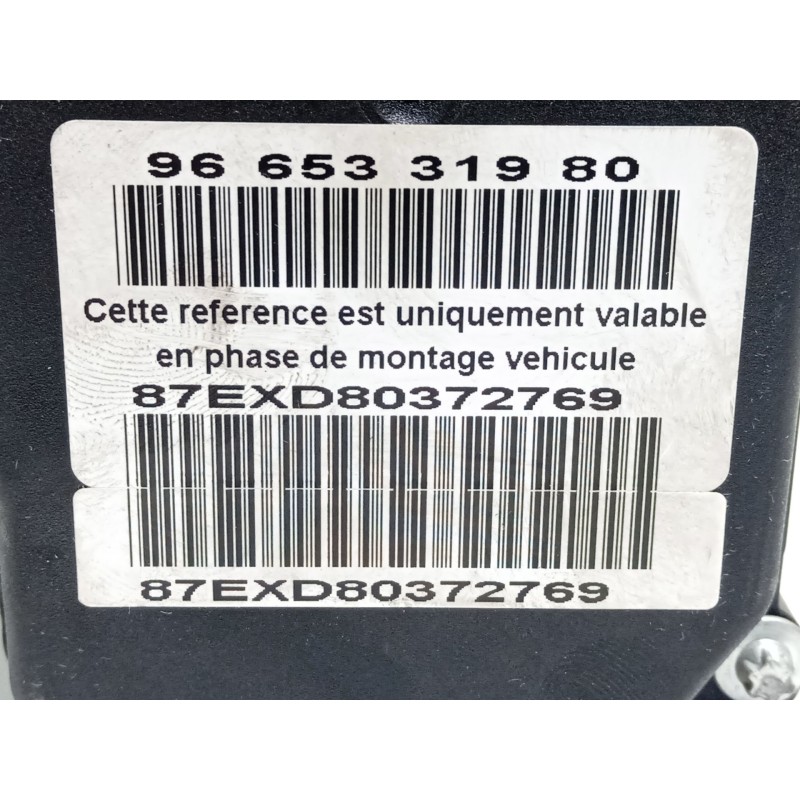 96 653 319 80
Cette reference est uniquement valable
en phase de montage vehicule
87EXD80372769
87EXD80372769